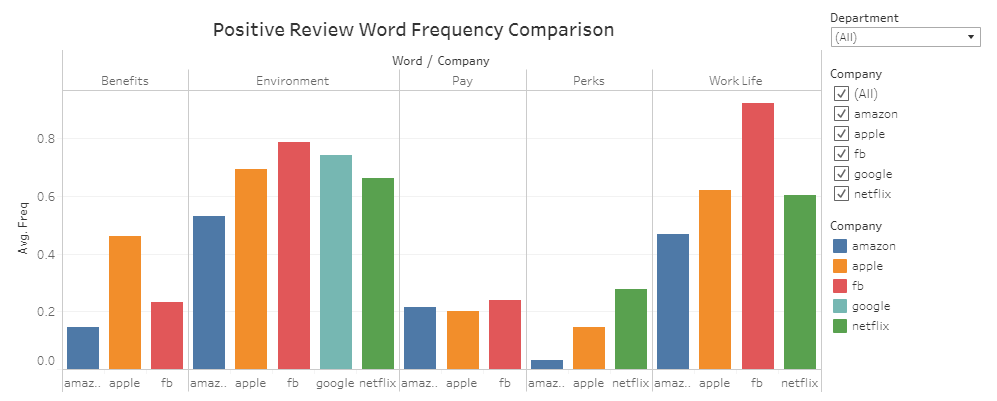 Positive Review Word Frequency Comparison
Word / Company
Benefits Environment Pay Perks Work Life
Avg. Freq
0.8
0.6
0.4
0.2
0.0
amaz.. apple fb amaz.. apple fb google netflix amaz.. apple fb amaz.. apple netflix amaz.. apple fb netflix
Department
(All)
Company
(All)
amazon
apple
fb
google
netflix
Company
amazon
apple
fb
google
netflix